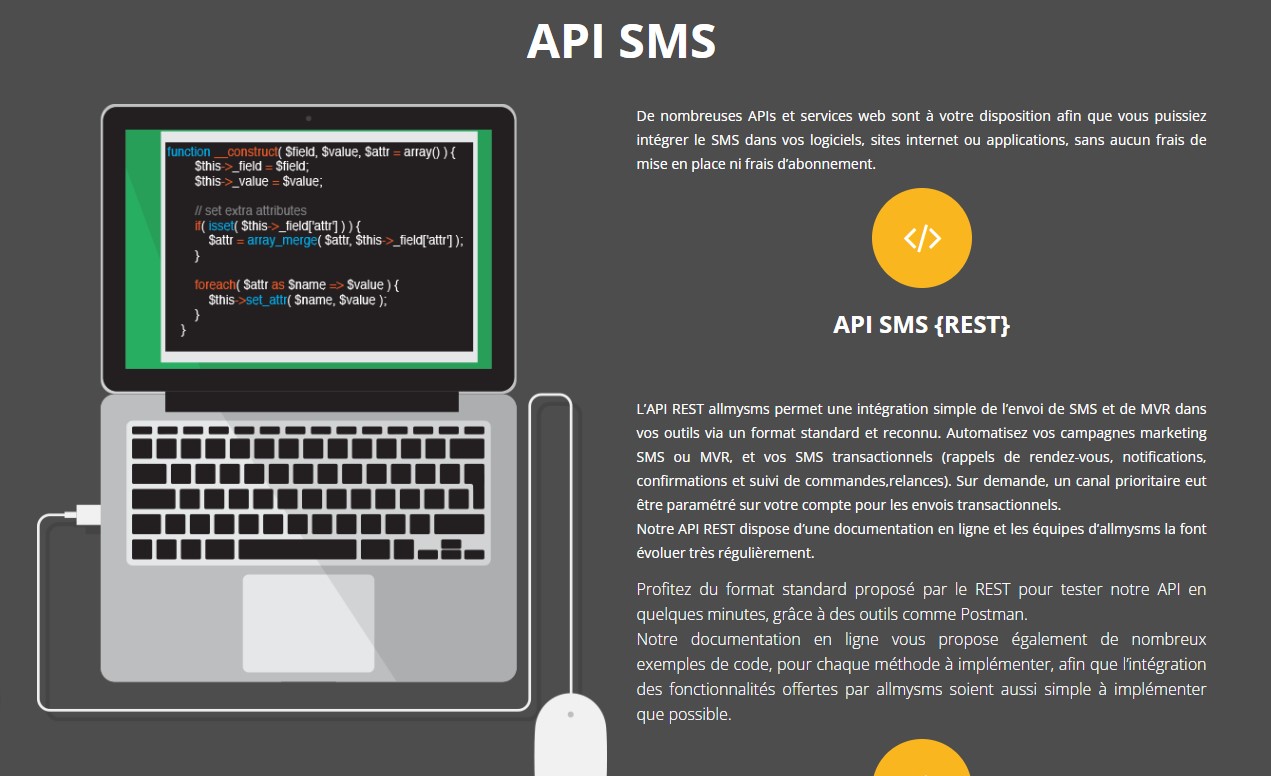 API SMS
function __construct( $field, $value, $attr = array() ) {
$this->_field = $field;
$this->_value = $value;
// set extra attributes
if( isset( $this->_field['attr'] ) ) {
$attr = array_merge( $attr, $this->_field['attr'] );
}
foreach( $attr as $name => $value ) {
$this->set_attr( $name, $value );
}
}
De nombreuses APIs et services web sont à votre disposition afin que vous puissiez
intégrer le SMS dans vos logiciels, sites internet ou applications, sans aucun frais de
mise en place ni frais d’abonnement.
</>
API SMS {REST}
L’API REST allmysms permet une intégration simple de l’envoi de SMS et de MVR dans
vos outils via un format standard et reconnu. Automatisez vos campagnes marketing
SMS ou MVR, et vos SMS transactionnels (rappels de rendez-vous, notifications,
confirmations et suivi de commandes,relances). Sur demande, un canal prioritaire eut
être paramétré sur votre compte pour les envois transactionnels.
Notre API REST dispose d’une documentation en ligne et les équipes d’allmysms la font
évoluer très régulièrement.
Profitez du format standard proposé par le REST pour tester notre API en
quelques minutes, grâce à des outils comme Postman.
Notre documentation en ligne vous propose également de nombreux
exemples de code, pour chaque méthode à implémenter, afin que l’intégration
des fonctionnalités offertes par allmysms soient aussi simple à implémenter
que possible.